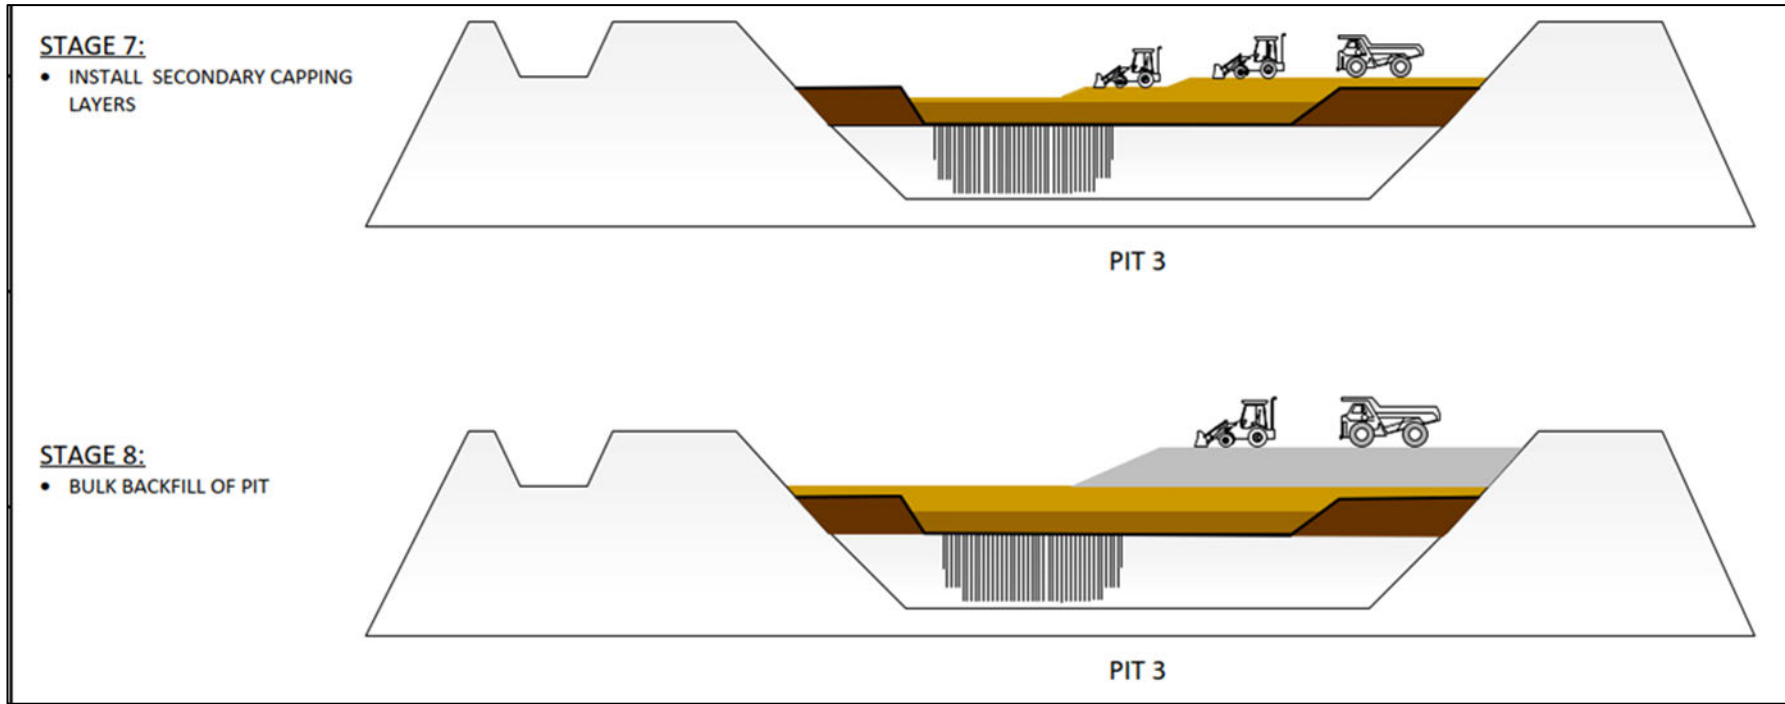 STAGE 7:
• INSTALL SECONDARY CAPPING
LAYERS
PIT 3
STAGE 8:
• BULK BACKFILL OF PIT
PIT 3